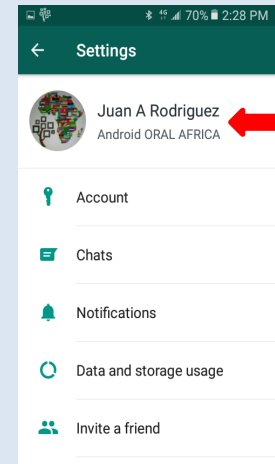 4G 70% 2:28 PM
Settings
Juan A Rodriguez
Android ORAL AFRICA
Account
Chats
Notifications
Data and storage usage
Invite a friend